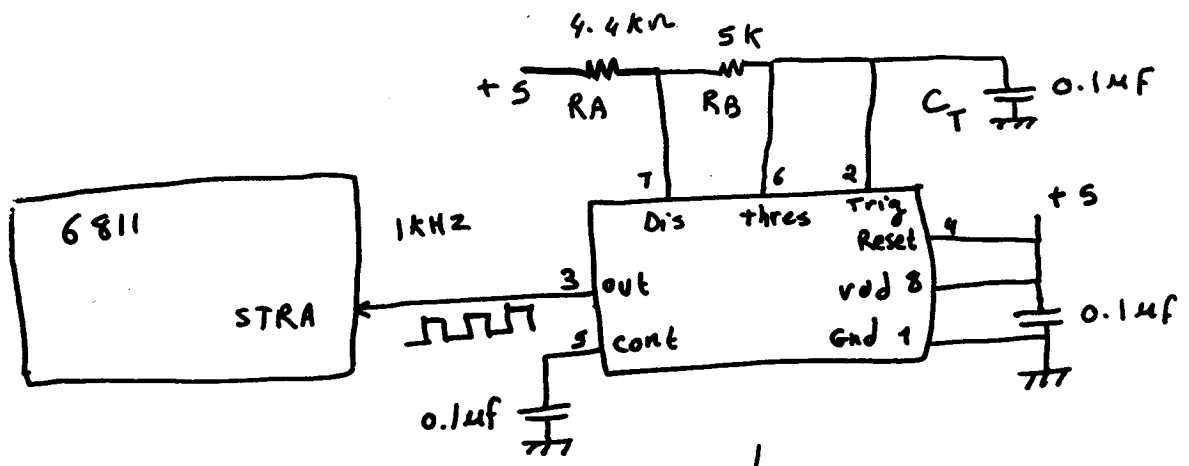 4.4kΩ
5K
+5
RA
RB
CT
0.1µf
7
6
2
+5
6811
1kHz
Dis
thres
Trig
Reset
4
STRA
3
out
vdd
8
0.1µf
5
cont
Gnd
1
0.1µf